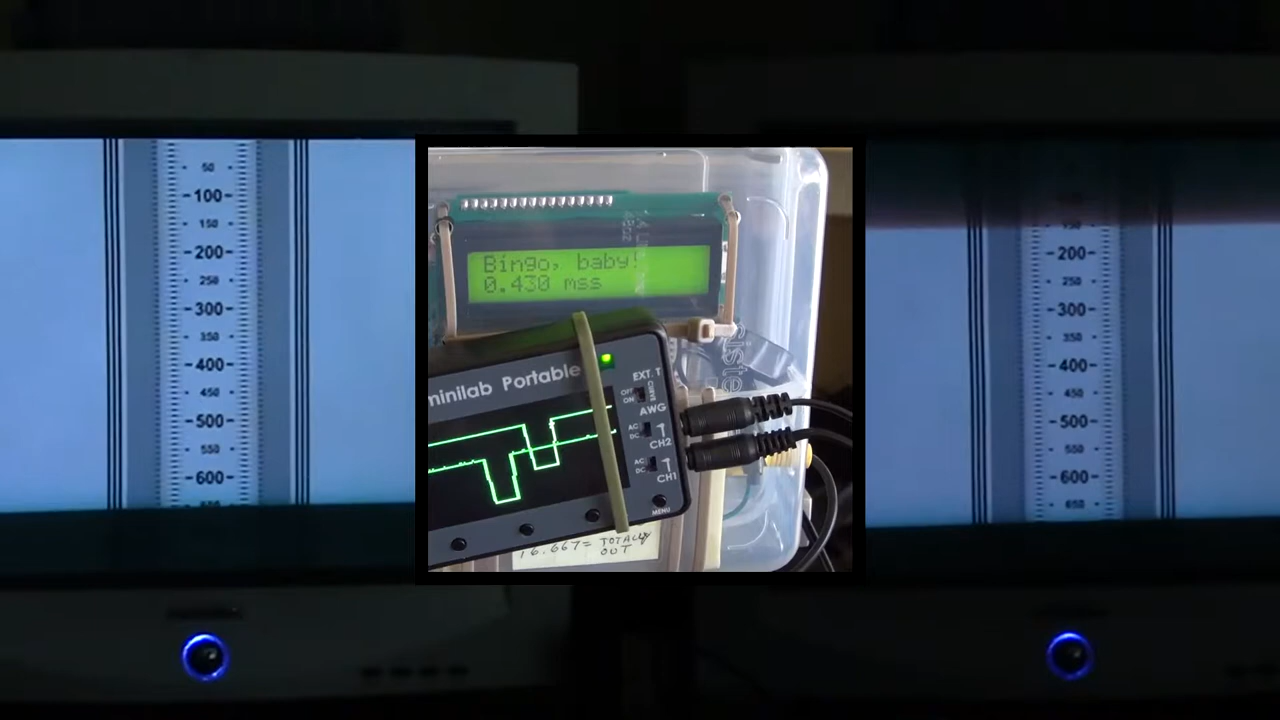 50
100
150
200
250
300
350
400
450
500
550
600
Bingo, baby!
0.430 mss
siste
minilab Portable
EXT. T
OFF
ON
CURVE
AWG
AC
DC
CH2
AC
DC
CH1
MENU
16.667= TOTALLY
OUT
200
250
300
350
400
450
500
550
600
650